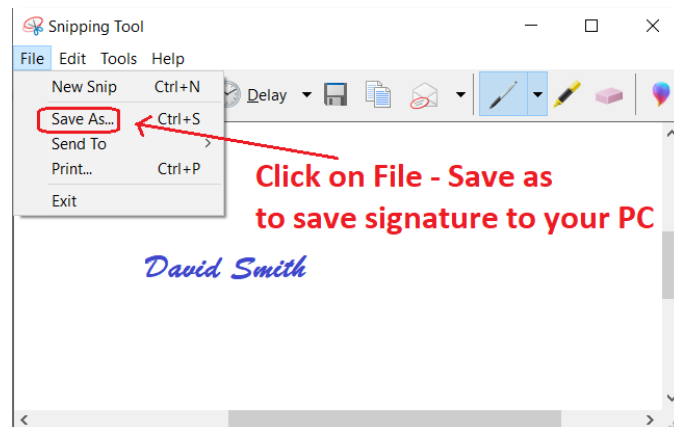 Snipping Tool
File Edit Tools Help
New Snip Ctrl+N
Delay
Save As... Ctrl+S
Send To
Print... Ctrl+P
Exit
Click on File - Save as
to save signature to your PC
David Smith